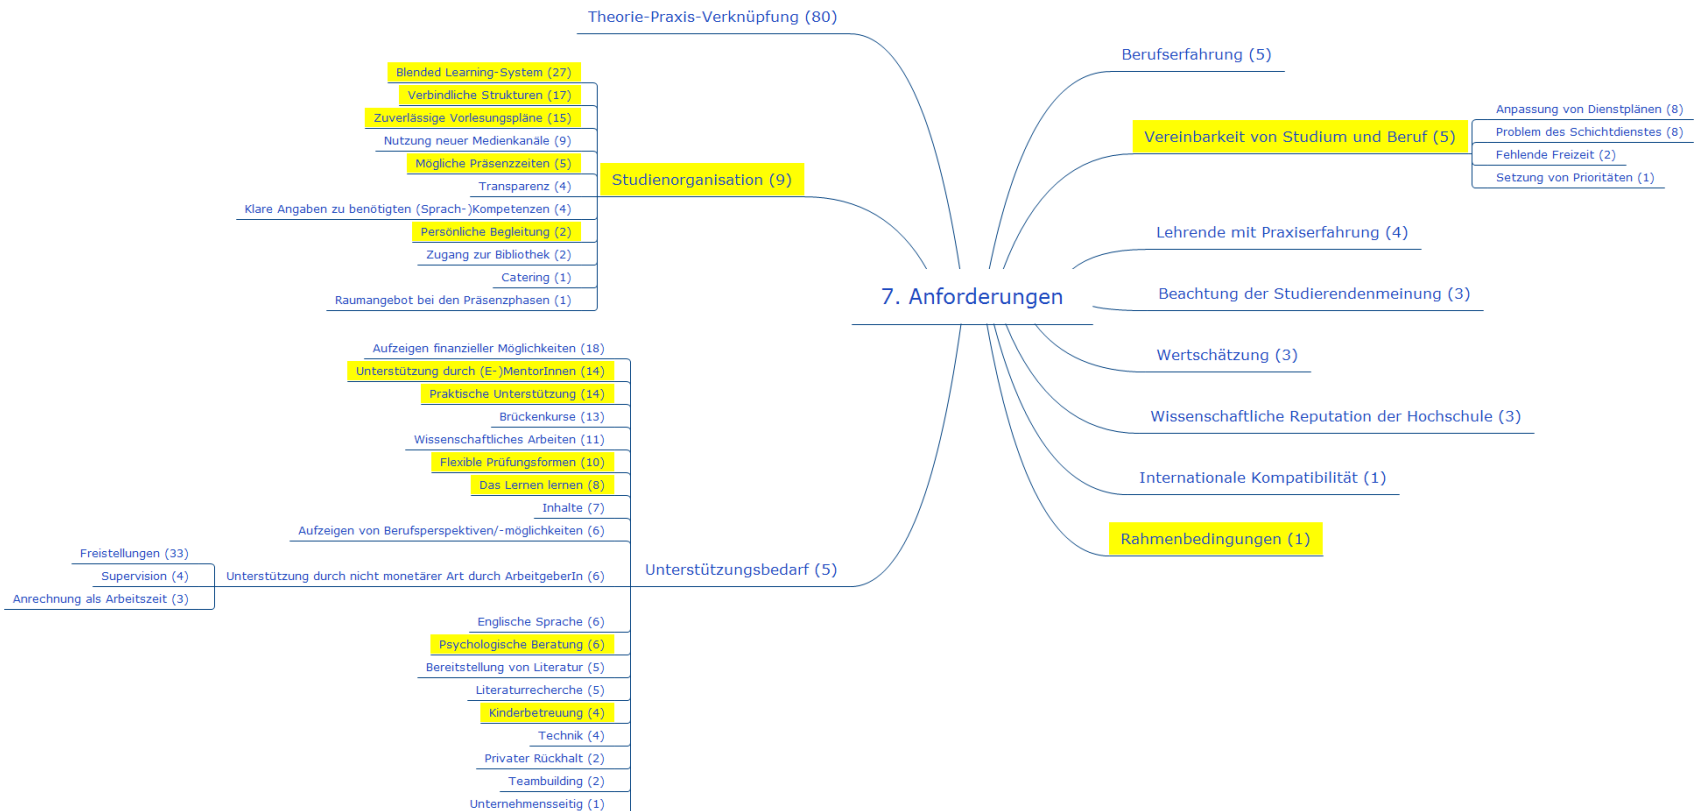 Theorie-Praxis-Verknüpfung (80)
Blended Learning-System (27)
Verbindliche Strukturen (17)
Zuverlässige Vorlesungspläne (15)
Nutzung neuer Medienkanäle (9)
Mögliche Präsenzzeiten (5)
Transparenz (4)
Klare Angaben zu benötigten (Sprach-)Kompetenzen (4)
Persönliche Begleitung (2)
Zugang zur Bibliothek (2)
Catering (1)
Raumangebot bei den Präsenzphasen (1)
Studienorganisation (9)
Aufzeigen finanzieller Möglichkeiten (18)
Unterstützung durch (E-)MentorInnen (14)
Praktische Unterstützung (14)
Brückenkurse (13)
Wissenschaftliches Arbeiten (11)
Flexible Prüfungsformen (10)
Das Lernen lernen (8)
Inhalte (7)
Aufzeigen von Berufsperspektiven/-möglichkeiten (6)
Freistellungen (33)
Supervision (4)
Anrechnung als Arbeitszeit (3)
Unterstützung durch nicht monetärer Art durch ArbeitgeberIn (6)
Englische Sprache (6)
Psychologische Beratung (6)
Bereitstellung von Literatur (5)
Literaturrecherche (5)
Kinderbetreuung (4)
Technik (4)
Privater Rückhalt (2)
Teambuilding (2)
Unternehmensseitig (1)
Unterstützungsbedarf (5)
7. Anforderungen
Berufserfahrung (5)
Vereinbarkeit von Studium und Beruf (5)
Anpassung von Dienstplänen (8)
Problem des Schichtdienstes (8)
Fehlende Freizeit (2)
Setzung von Prioritäten (1)
Lehrende mit Praxiserfahrung (4)
Beachtung der Studierendenmeinung (3)
Wertschätzung (3)
Wissenschaftliche Reputation der Hochschule (3)
Internationale Kompatibilität (1)
Rahmenbedingungen (1)